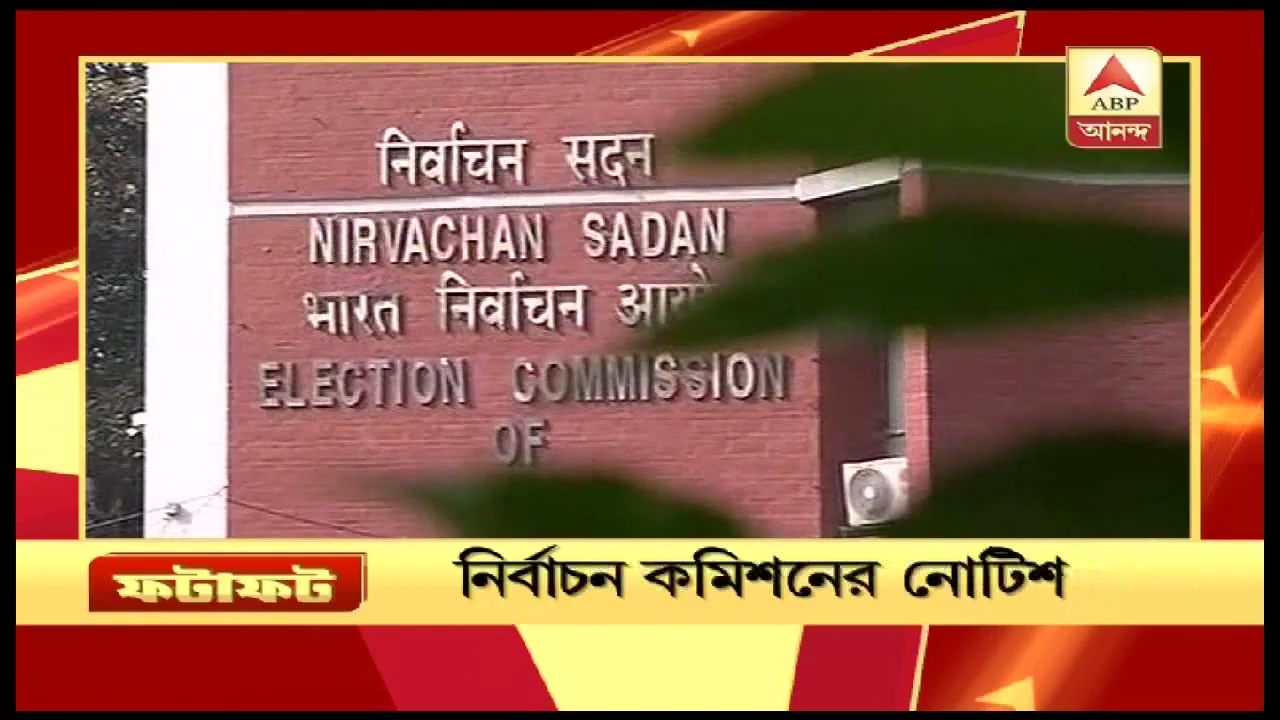 ABP
আনন্দ
निर्वाचन सदन
NIRVACHAN SADAN
भारत निर्वाचन
ELECTION COMMISSION
OF
ফটাফট
নির্বাচন কমিশনের নোটিশ